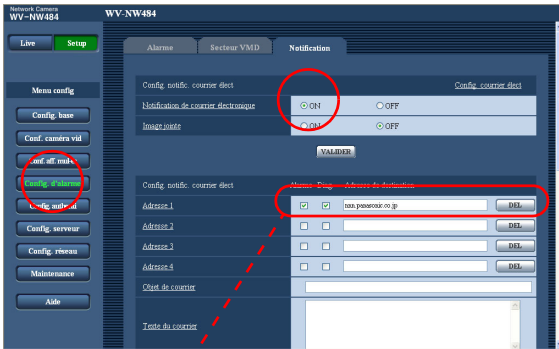 Network Camera
WV-NW484
WV-NW484
Live Setup
Alarme Secteur VMD Notification
Menu config
Config. base
Conf. caméra vid
Config. d'alarme
Config. serveur
Config. réseau
Maintenance
Aide
Config. notific. courrier élect Config. courrier élect
Notification de courrier électronique ON OFF
Image jointe ON OFF
VALIDER
Config. notific. courrier élect Alarme Diag. Adresse de destination
Adresse 1 nnn.panasonic.co.jp DEL
Adresse 2 DEL
Adresse 3 DEL
Adresse 4 DEL
Objet de courrier
Texte du courrier